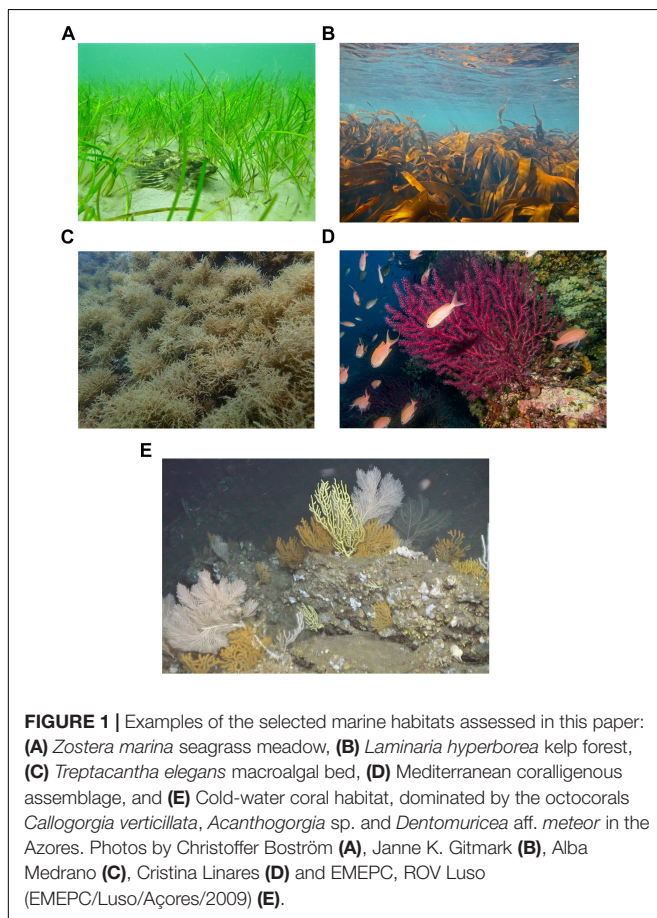 A
B
C
D
E
FIGURE 1 | Examples of the selected marine habitats assessed in this paper:
(A) Zostera marina seagrass meadow, (B) Laminaria hyperborea kelp forest,
(C) Treptacantha elegans macroalgal bed, (D) Mediterranean coralligenous
assemblage, and (E) Cold-water coral habitat, dominated by the octocorals
Callogorgia verticillata, Acanthogorgia sp. and Dentomuricea aff. meteor in the
Azores. Photos by Christoffer Boström (A), Janne K. Gitmark (B), Alba
Medrano (C), Cristina Linares (D) and EMEPC, ROV Luso
(EMEPC/Luso/Açores/2009) (E).